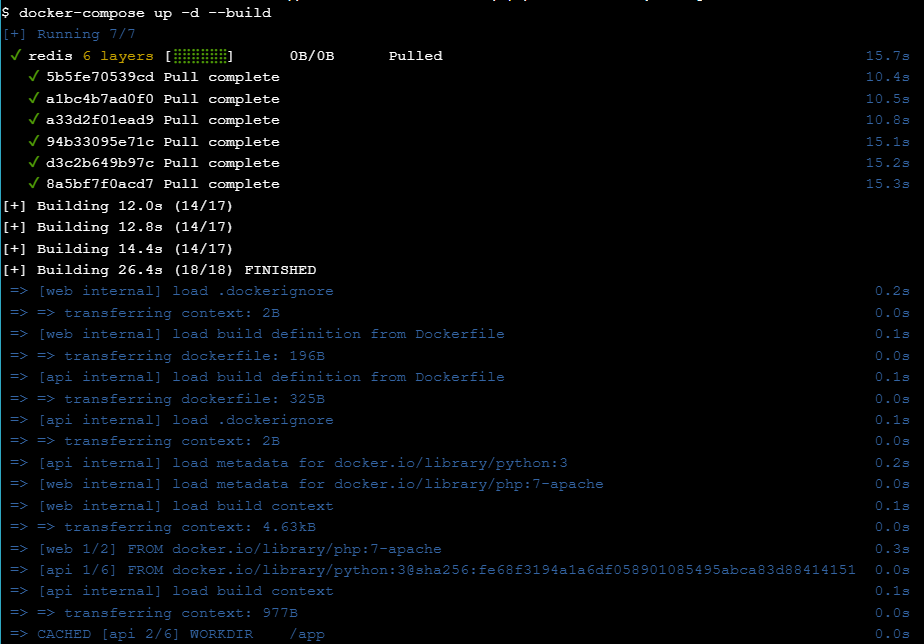 $ docker-compose up -d --build
[+] Running 7/7
✓ redis 6 layers [⣿⣿⣿⣿⣿⣿] 0B/0B Pulled 15.7s
✓ 5b5fe70539cd Pull complete 10.4s
✓ a1bc4b7ad0f0 Pull complete 10.5s
✓ a33d2f01ead9 Pull complete 10.8s
✓ 94b33095e71c Pull complete 15.1s
✓ d3c2b649b97c Pull complete 15.2s
✓ 8a5bf7f0acd7 Pull complete 15.3s
[+] Building 12.0s (14/17)
[+] Building 12.8s (14/17)
[+] Building 14.4s (14/17)
[+] Building 26.4s (18/18) FINISHED
=> [web internal] load .dockerignore 0.2s
=> => transferring context: 2B 0.0s
=> [web internal] load build definition from Dockerfile 0.1s
=> => transferring dockerfile: 196B 0.0s
=> [api internal] load build definition from Dockerfile 0.1s
=> => transferring dockerfile: 325B 0.0s
=> [api internal] load .dockerignore 0.1s
=> => transferring context: 2B 0.0s
=> [api internal] load metadata for docker.io/library/python:3 0.2s
=> [web internal] load metadata for docker.io/library/php:7-apache 0.0s
=> [web internal] load build context 0.1s
=> => transferring context: 4.63kB 0.0s
=> [web 1/2] FROM docker.io/library/php:7-apache 0.3s
=> [api 1/6] FROM docker.io/library/python:3@sha256:fe68f3194a1a6df058901085495abca83d88414151 0.0s
=> [api internal] load build context 0.1s
=> => transferring context: 977B 0.0s
=> CACHED [api 2/6] WORKDIR /app 0.0s